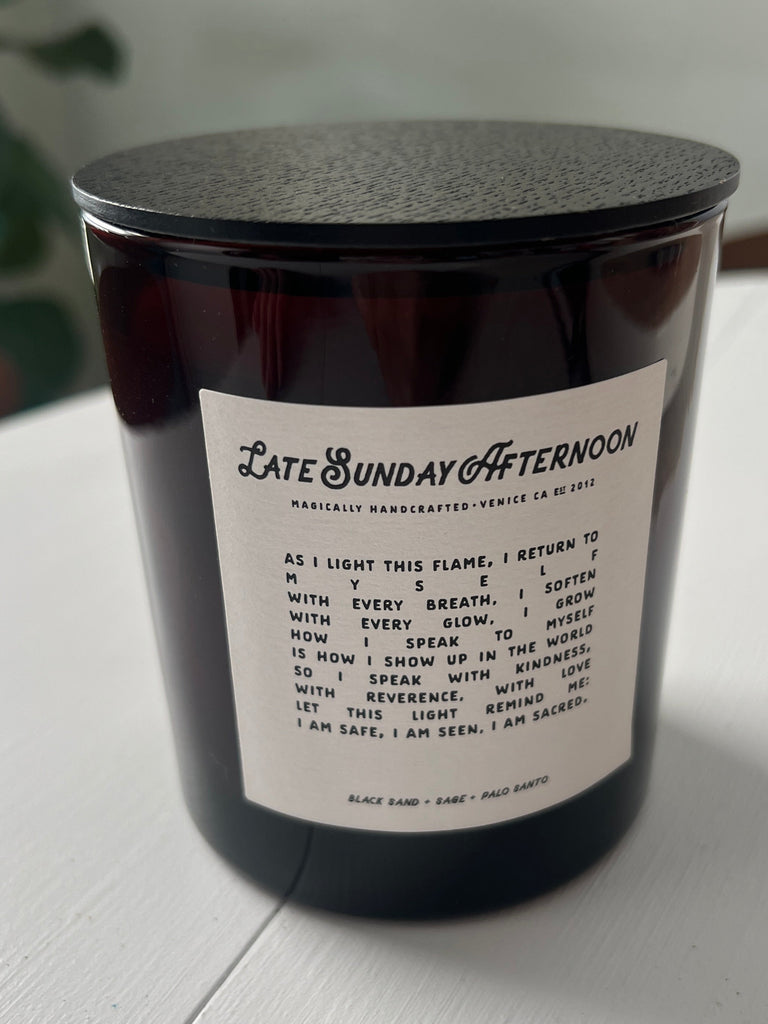 LATE SUNDAY AFTERNOON
MAGICALLY HANDCRAFTED • VENICE CA EST 2012
AS I LIGHT THIS FLAME, I RETURN TO
M Y S E L F
WITH EVERY BREATH, I SOFTEN
WITH EVERY GLOW, I GROW
HOW I SPEAK TO MYSELF
IS HOW I SHOW UP IN THE WORLD
SO I SPEAK WITH KINDNESS,
WITH REVERENCE, WITH LOVE
LET THIS LIGHT REMIND ME:
I AM SAFE, I AM SEEN, I AM SACRED.
BLACK SAND + SAGE + PALO SANTO